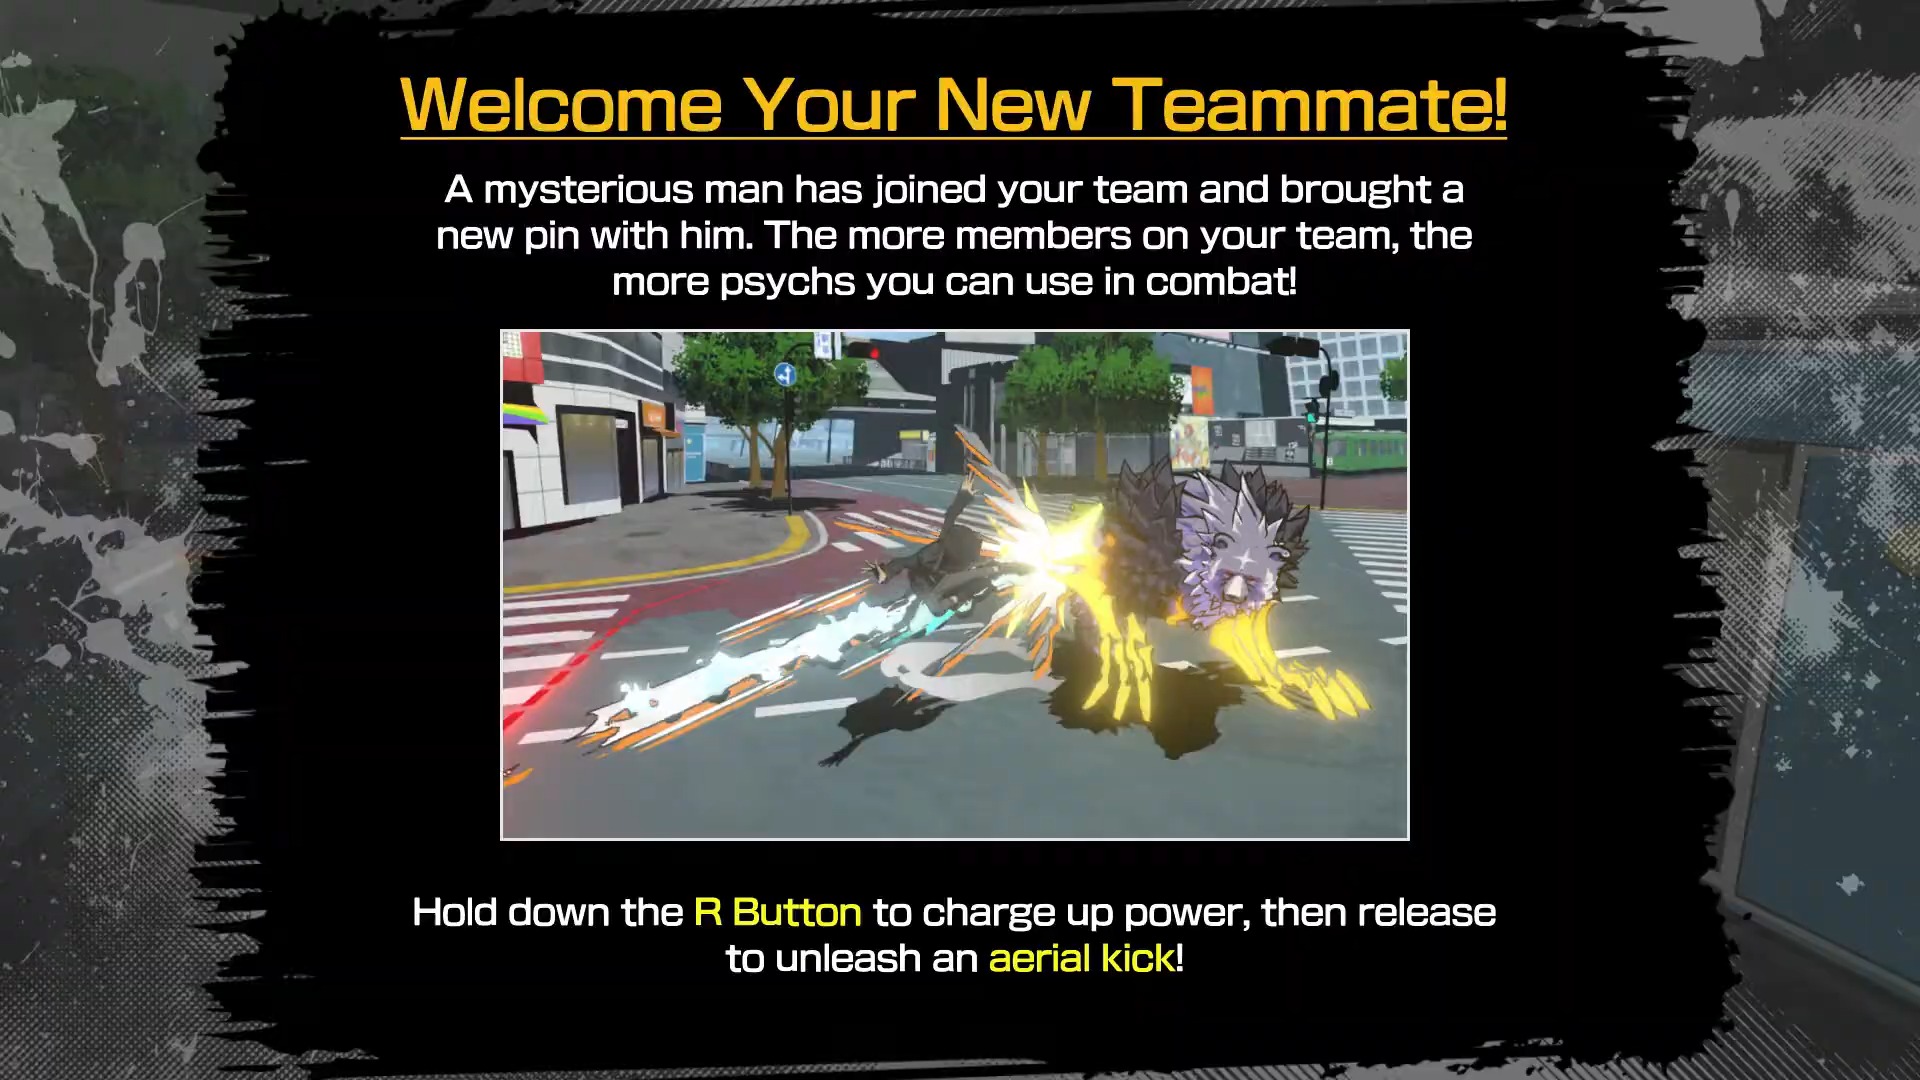 Welcome Your New Teammate!
A mysterious man has joined your team and brought a
new pin with him. The more members on your team, the
more psychs you can use in combat!
Hold down the R Button to charge up power, then release
to unleash an aerial kick!